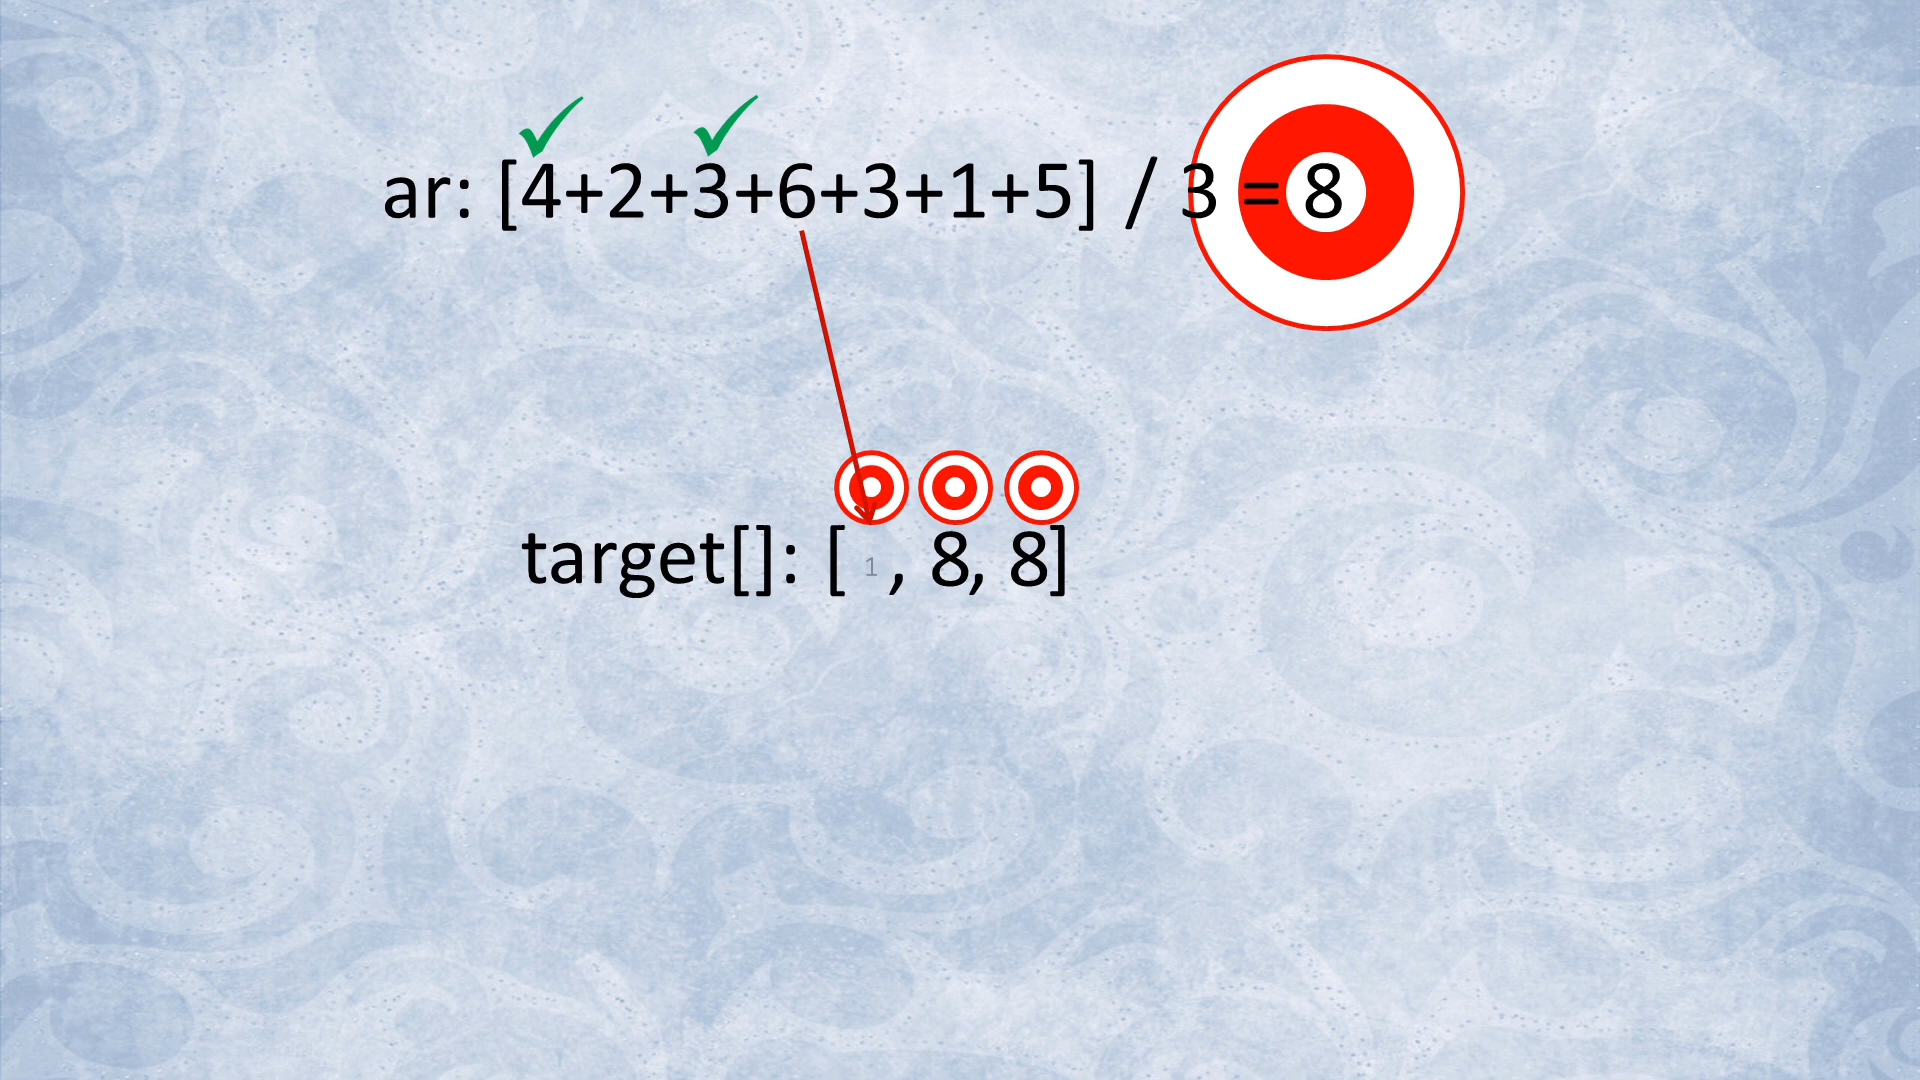 ar: [4+2+3+6+3+1+5] / 3 = 8
target[]: [ 1 , 8, 8]